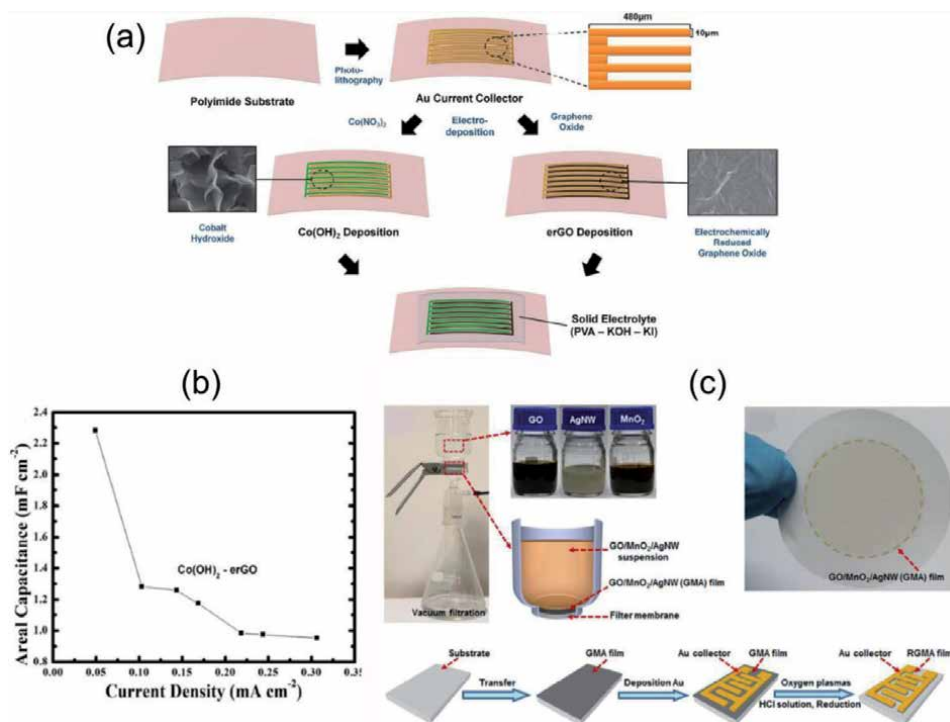 (a)
480µm
10µm
Photo-
lithography
Polyimide Substrate
Au Current Collector
Co(NO₃)₂
Electro-
deposition
Graphene
Oxide
Cobalt
Hydroxide
Co(OH)₂ Deposition
erGO Deposition
Electrochemically
Reduced
Graphene Oxide
Solid Electrolyte
(PVA – KOH – KI)
(b)
2.4
2.2
2.0
1.8
1.6
1.4
1.2
1.0
0.8
Areal Capacitance (mF cm⁻²)
Co(OH)₂ - erGO
0.00
0.05
0.10
0.15
0.20
0.25
0.30
0.35
Current Density (mA cm⁻²)
(c)
GO
AgNW
MnO₂
GO/MnO₂/AgNW
suspension
GO/MnO₂/AgNW (GMA) film
Filter membrane
Vacuum filtration
GO/MnO₂/AgNW (GMA) film
Substrate
Transfer
GMA film
Deposition Au
Au collector
GMA film
Oxygen plasmas
HCl solution, Reduction
Au collector
RGMA film